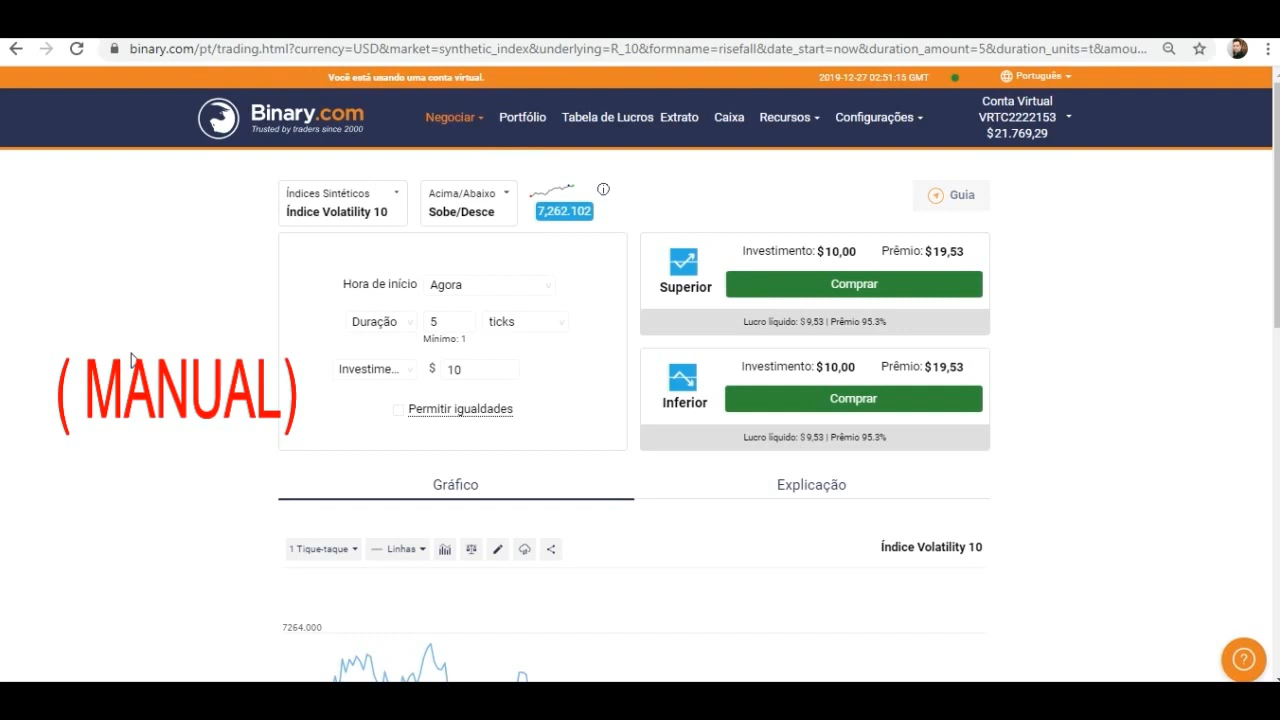 binary.com/pt/trading.html?currency=USD&market=synthetic_index&underlying=R_10&formname=risefall&date_start=now&duration_amount=5&duration_units=t&amou...
Você está usando uma conta virtual.
2019-12-27 02:51:15 GMT
Português
Binary.com
Trusted by traders since 2000
Negociar
Portfólio
Tabela de Lucros
Extrato
Caixa
Recursos
Configurações
Conta Virtual
VRTC2222153
$21.769,29
Índices Sintéticos
Índice Volatility 10
Acima/Abaixo
Sobe/Desce
7,262.102
Guia
Hora de início Agora
Duração 5 ticks
Mínimo: 1
Investime... $ 10
Permitir igualdades
( MANUAL)
Investimento: $10,00 Prêmio: $19,53
Superior
Comprar
Lucro líquido: $9,53 | Prêmio 95.3%
Investimento: $10,00 Prêmio: $19,53
Inferior
Comprar
Lucro líquido: $9,53 | Prêmio 95.3%
Gráfico
Explicação
1 Tique-taque
Linhas
Índice Volatility 10
7264.000